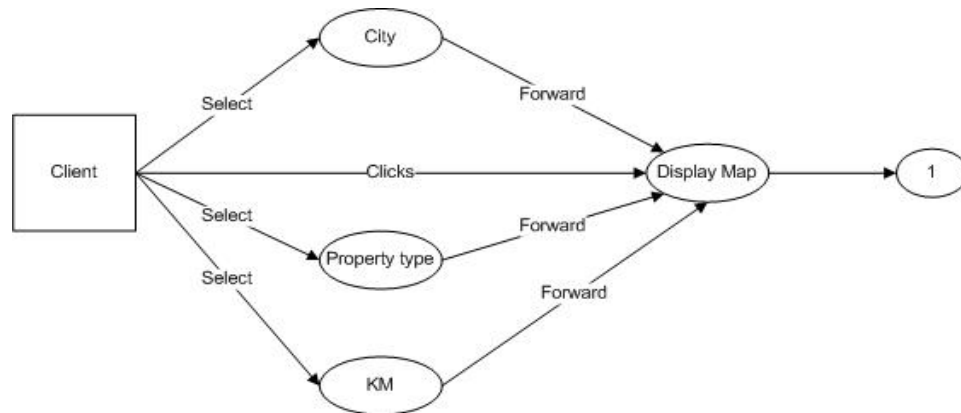 City
Select
Forward
Client
Clicks
Display Map
1
Select
Forward
Property type
Select
Forward
KM